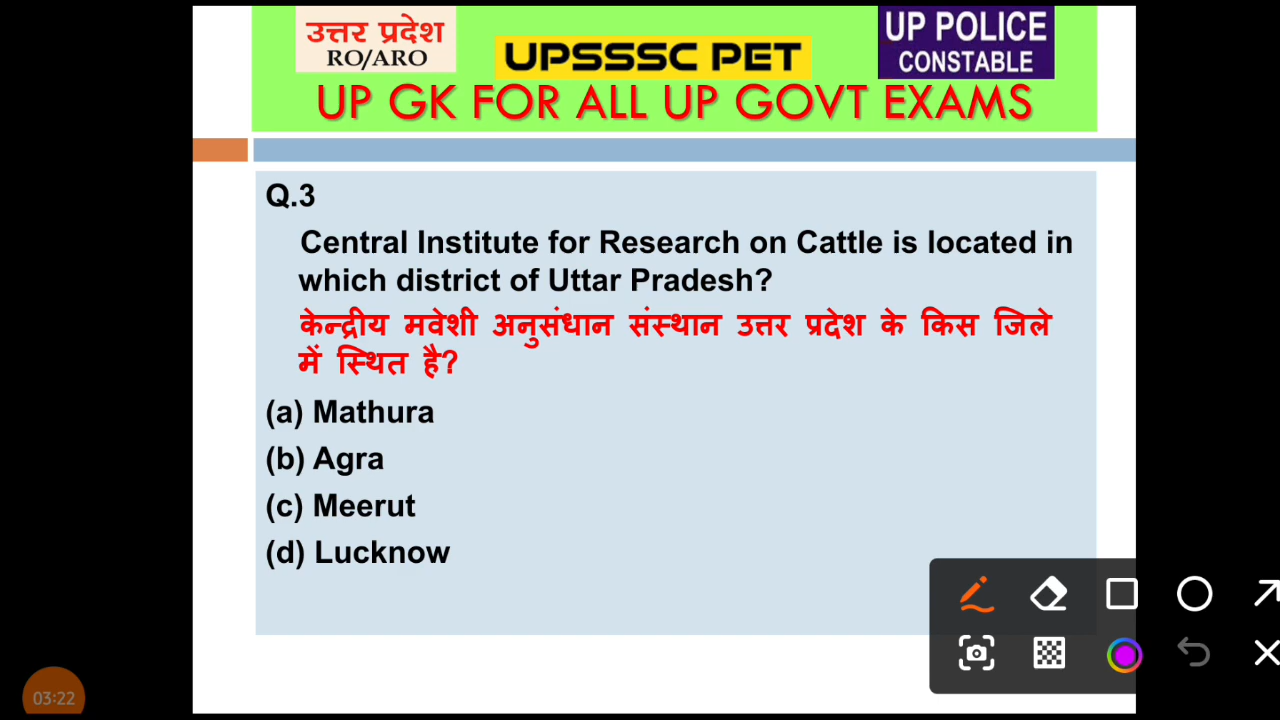 उत्तर प्रदेश
RO/ARO
UPSSSC PET
UP POLICE
CONSTABLE
UP GK FOR ALL UP GOVT EXAMS
Q.3
Central Institute for Research on Cattle is located in
which district of Uttar Pradesh?
केन्द्रीय मवेशी अनुसंधान संस्थान उत्तर प्रदेश के किस जिले
में स्थित है?
(a) Mathura
(b) Agra
(c) Meerut
(d) Lucknow
03:22